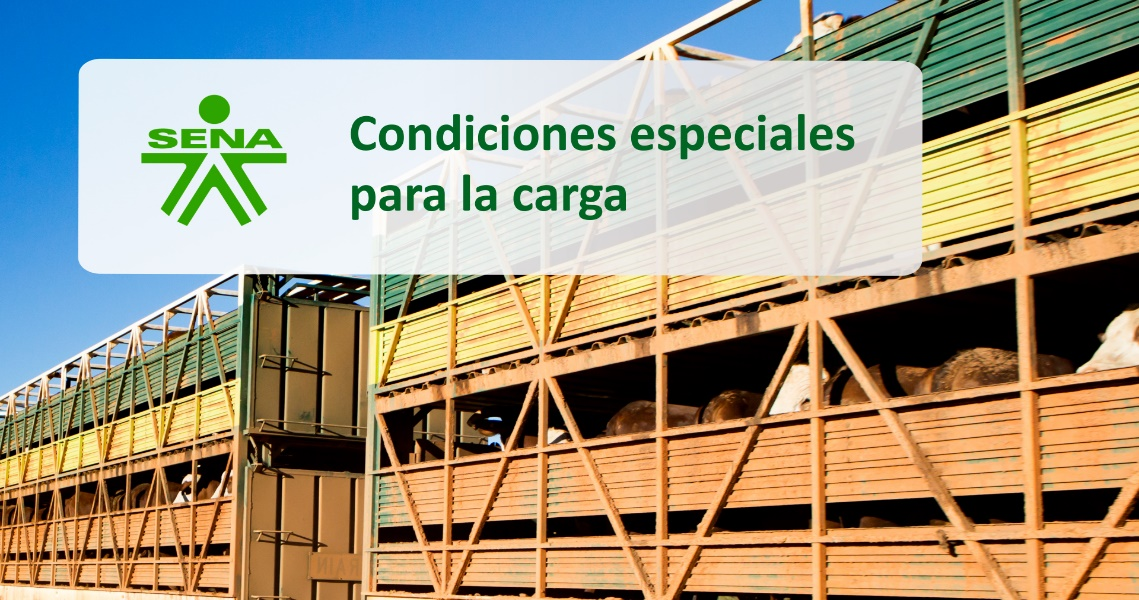 SENA
Condiciones especiales
para la carga